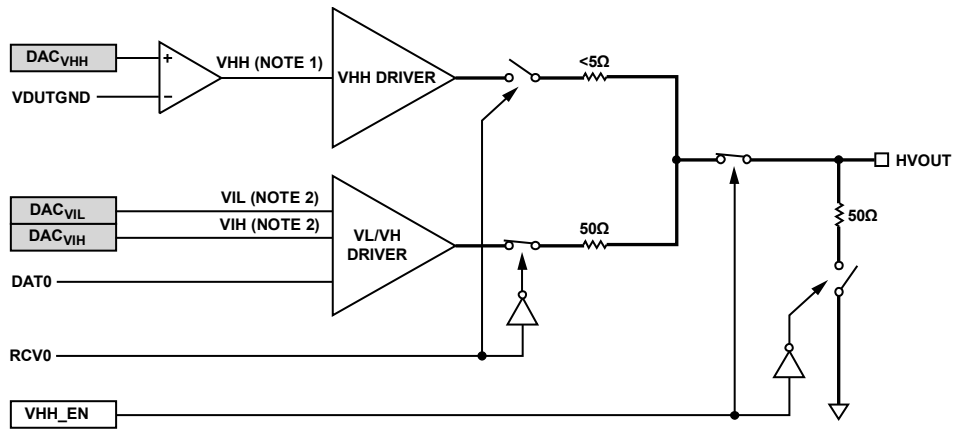 DACVHH
+
VDUTGND
−
VHH (NOTE 1)
VHH DRIVER
<5Ω
HVOUT
DACVIL
VIL (NOTE 2)
DACVIH
VIH (NOTE 2)
VL/VH
DRIVER
50Ω
50Ω
DAT0
RCV0
VHH_EN